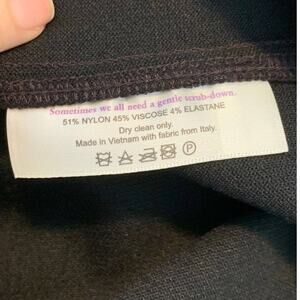 Sometimes we all need a gentle scrub-down.
51% NYLON 45% VISCOSE 4% ELASTANE
Dry clean only.
Made in Vietnam with fabric from Italy.
P